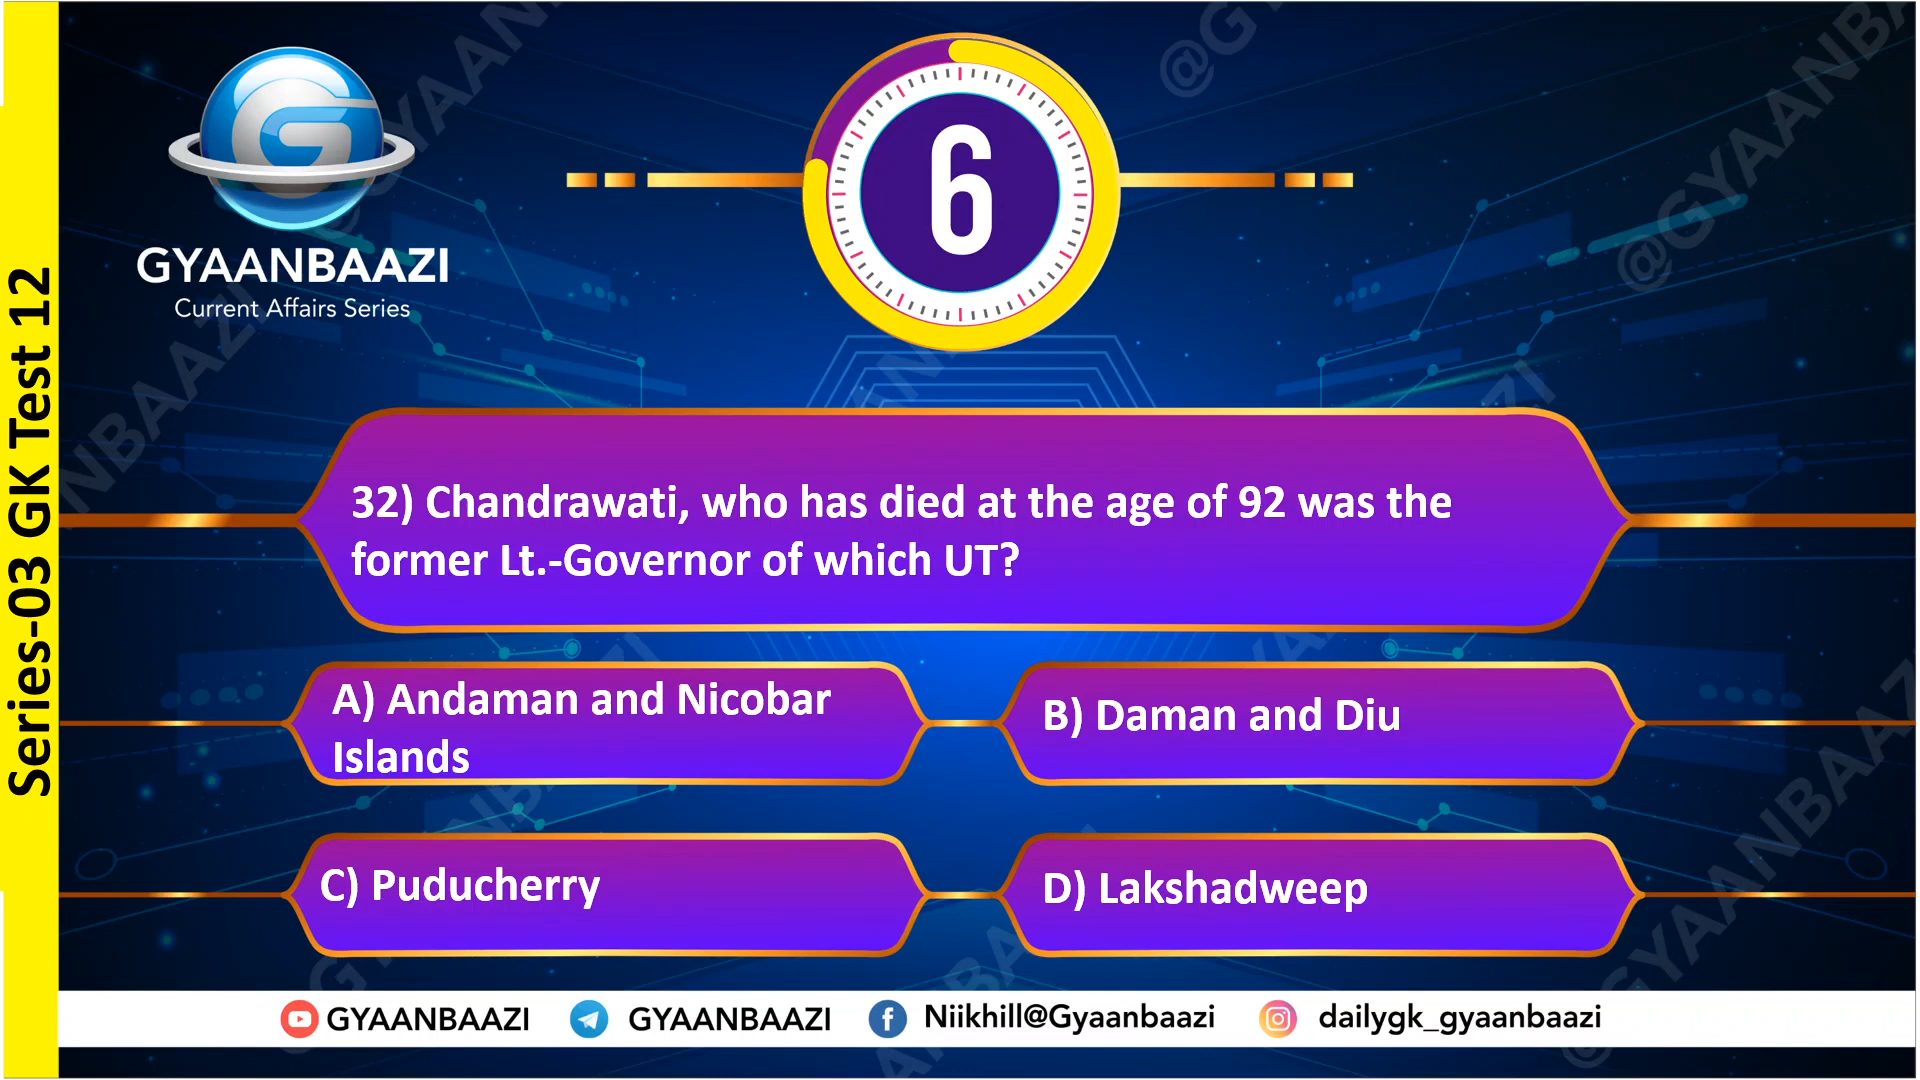 Series-03 GK Test 12
GYAANBAAZI
Current Affairs Series
6
32) Chandrawati, who has died at the age of 92 was the
former Lt.-Governor of which UT?
A) Andaman and Nicobar
Islands
B) Daman and Diu
C) Puducherry
D) Lakshadweep
GYAANBAAZI
GYAANBAAZI
Niikhill@Gyaanbaazi
dailygk_gyaanbaazi
@GYAANBAAZI